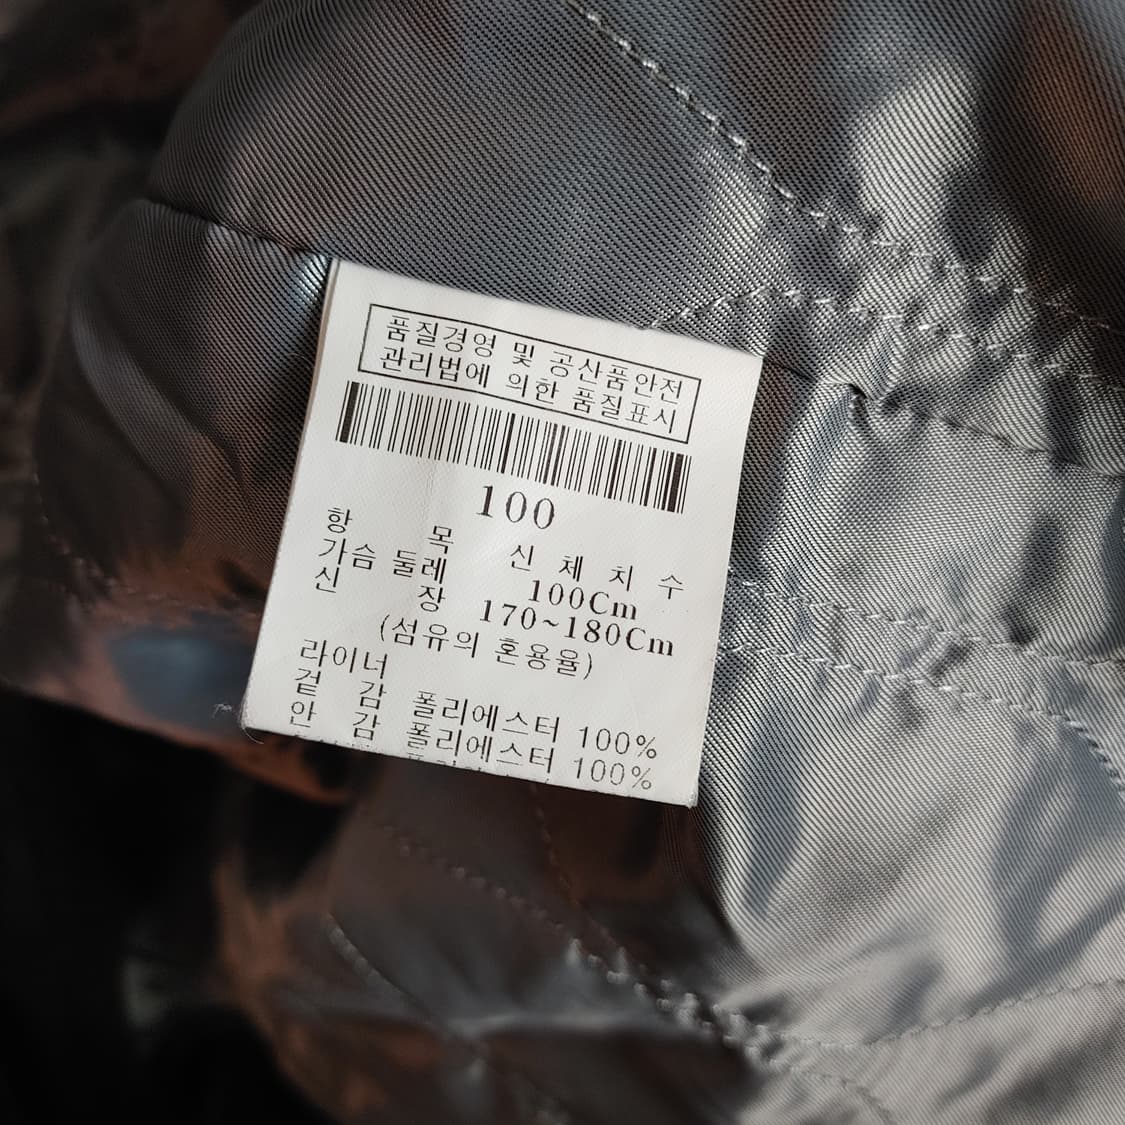 품질경영 및 공산품안전
관리법에 의한 품질표시
100
항 목 신 체 치 수
가슴 둘레 100Cm
신 장 170~180Cm
(섬유의 혼용율)
라이너
겉 감 폴리에스터 100%
안 감 폴리에스터 100%